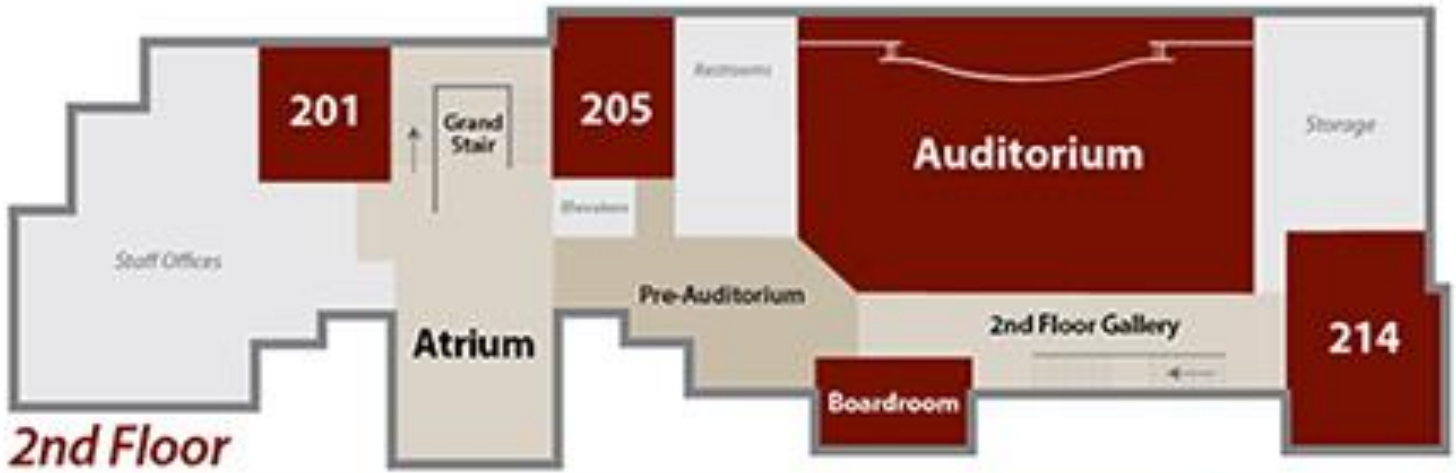 201
Grand
Stair
205
Restrooms
Auditorium
Storage
Elevators
Staff Offices
Pre-Auditorium
Atrium
2nd Floor Gallery
214
Boardroom
2nd Floor